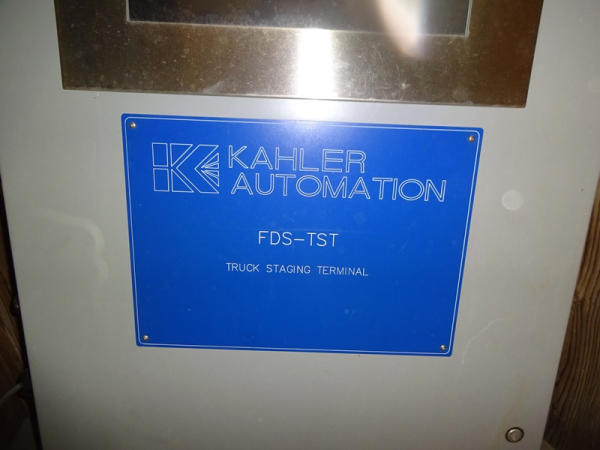 KAHLER
AUTOMATION
FDS-TST
TRUCK STAGING TERMINAL